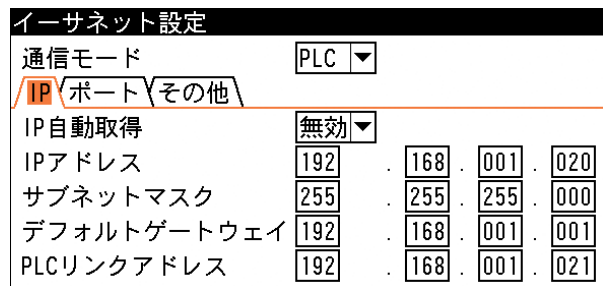 イーサネット設定
通信モード PLC ▼
IP ポート その他
IP自動取得 無効 ▼
IPアドレス 192 . 168 . 001 . 020
サブネットマスク 255 . 255 . 255 . 000
デフォルトゲートウェイ 192 . 168 . 001 . 001
PLCリンクアドレス 192 . 168 . 001 . 021